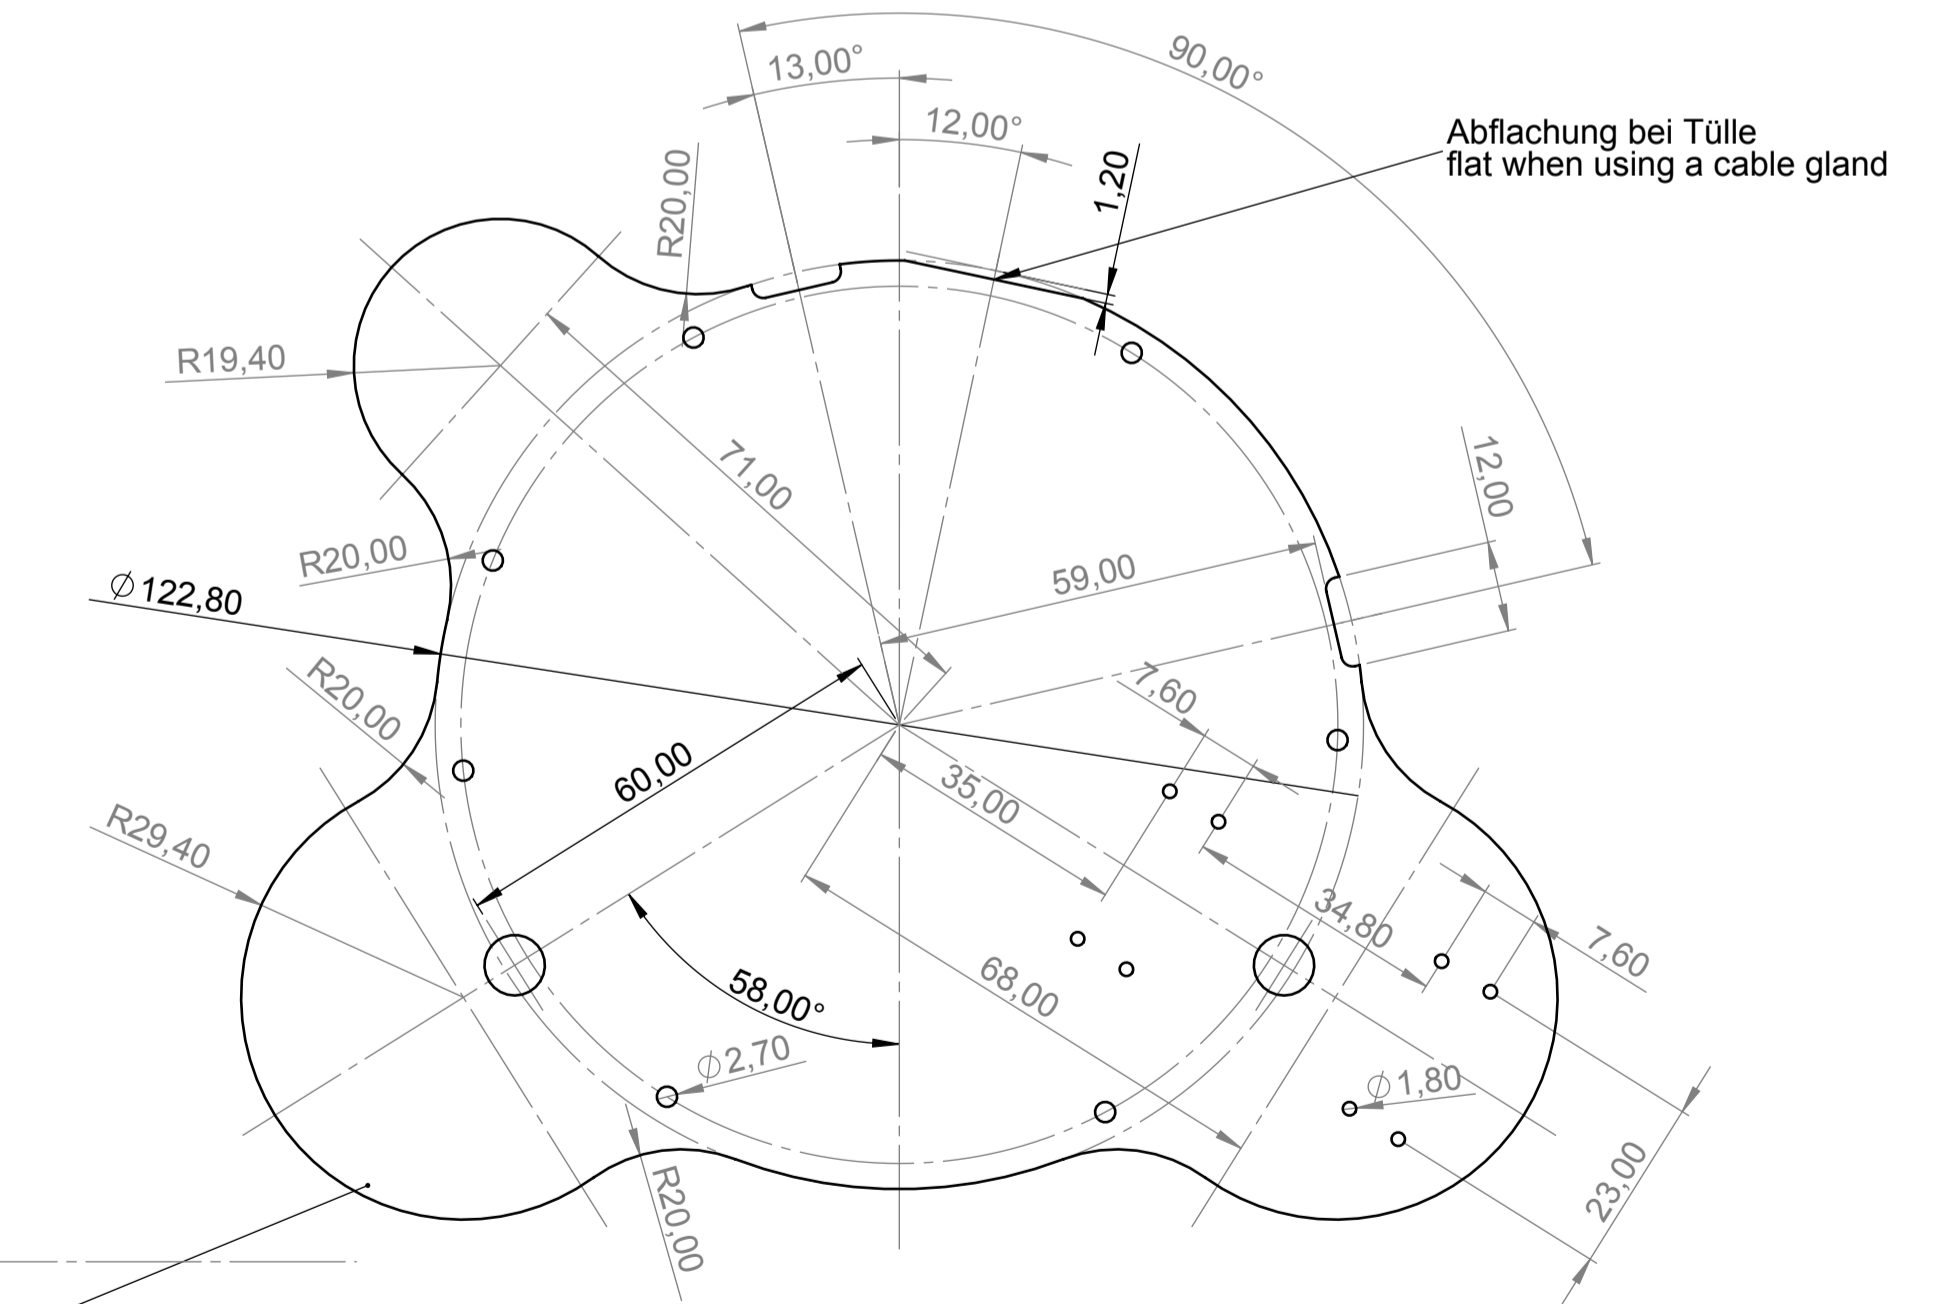 90,00°
13,00°
12,00°
Abflachung bei Tülle
flat when using a cable gland
1,20
R20,00
R19,40
71,00
12,00
R20,00
59,00
Ø 122,80
R20,00
7,60
60,00
35,00
R29,40
34,80
7,60
68,00
58,00°
Ø 2,70
Ø 1,80
23,00
R20,00